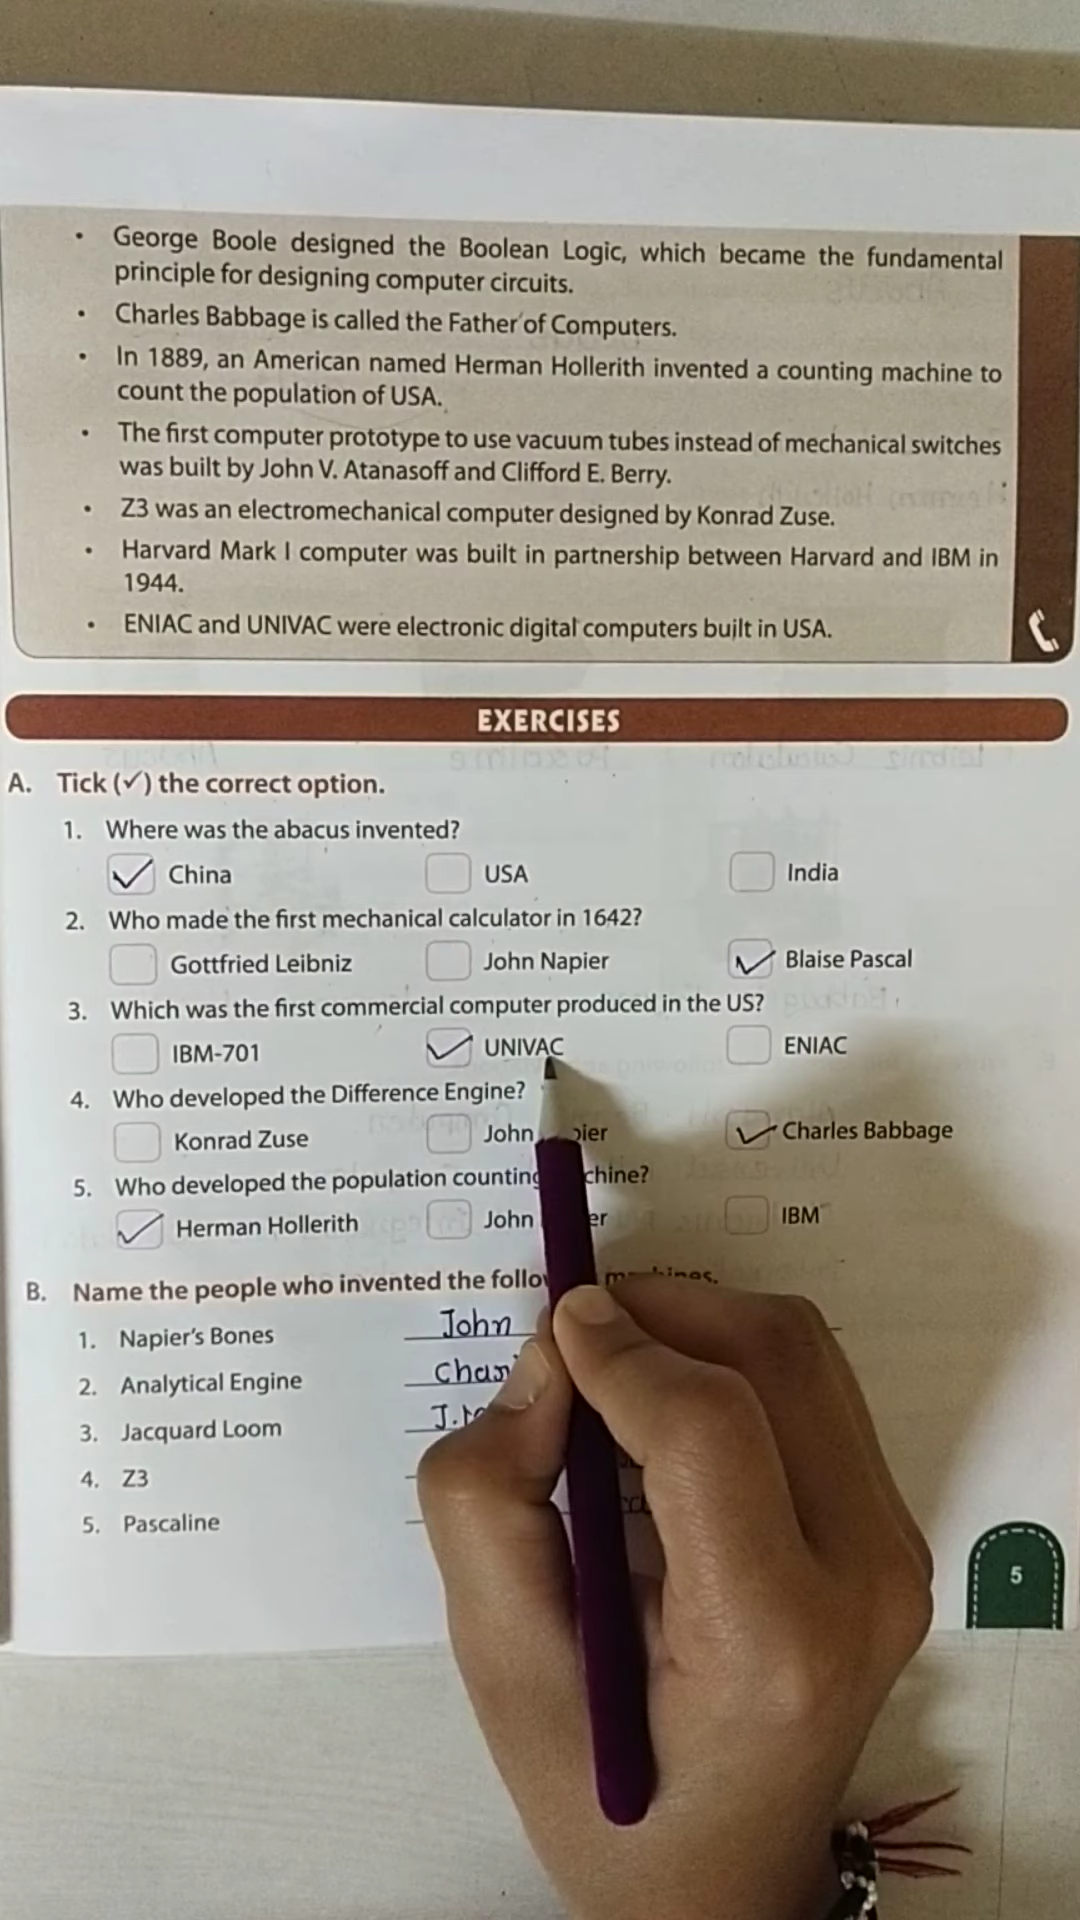 • George Boole designed the Boolean Logic, which became the fundamental
principle for designing computer circuits.
• Charles Babbage is called the Father of Computers.
• In 1889, an American named Herman Hollerith invented a counting machine to
count the population of USA.
• The first computer prototype to use vacuum tubes instead of mechanical switches
was built by John V. Atanasoff and Clifford E. Berry.
• Z3 was an electromechanical computer designed by Konrad Zuse.
• Harvard Mark I computer was built in partnership between Harvard and IBM in
1944.
• ENIAC and UNIVAC were electronic digital computers built in USA.
EXERCISES
A. Tick (✓) the correct option.
1. Where was the abacus invented?
✓ China USA India
2. Who made the first mechanical calculator in 1642?
Gottfried Leibniz John Napier ✓ Blaise Pascal
3. Which was the first commercial computer produced in the US?
IBM-701 ✓ UNIVAC ENIAC
4. Who developed the Difference Engine?
Konrad Zuse John ✓ Charles Babbage
5. Who developed the population counting
✓ Herman Hollerith John IBM
B. Name the people who invented the
1. Napier's Bones John
2. Analytical Engine
3. Jacquard Loom
4. Z3
5. Pascaline
5